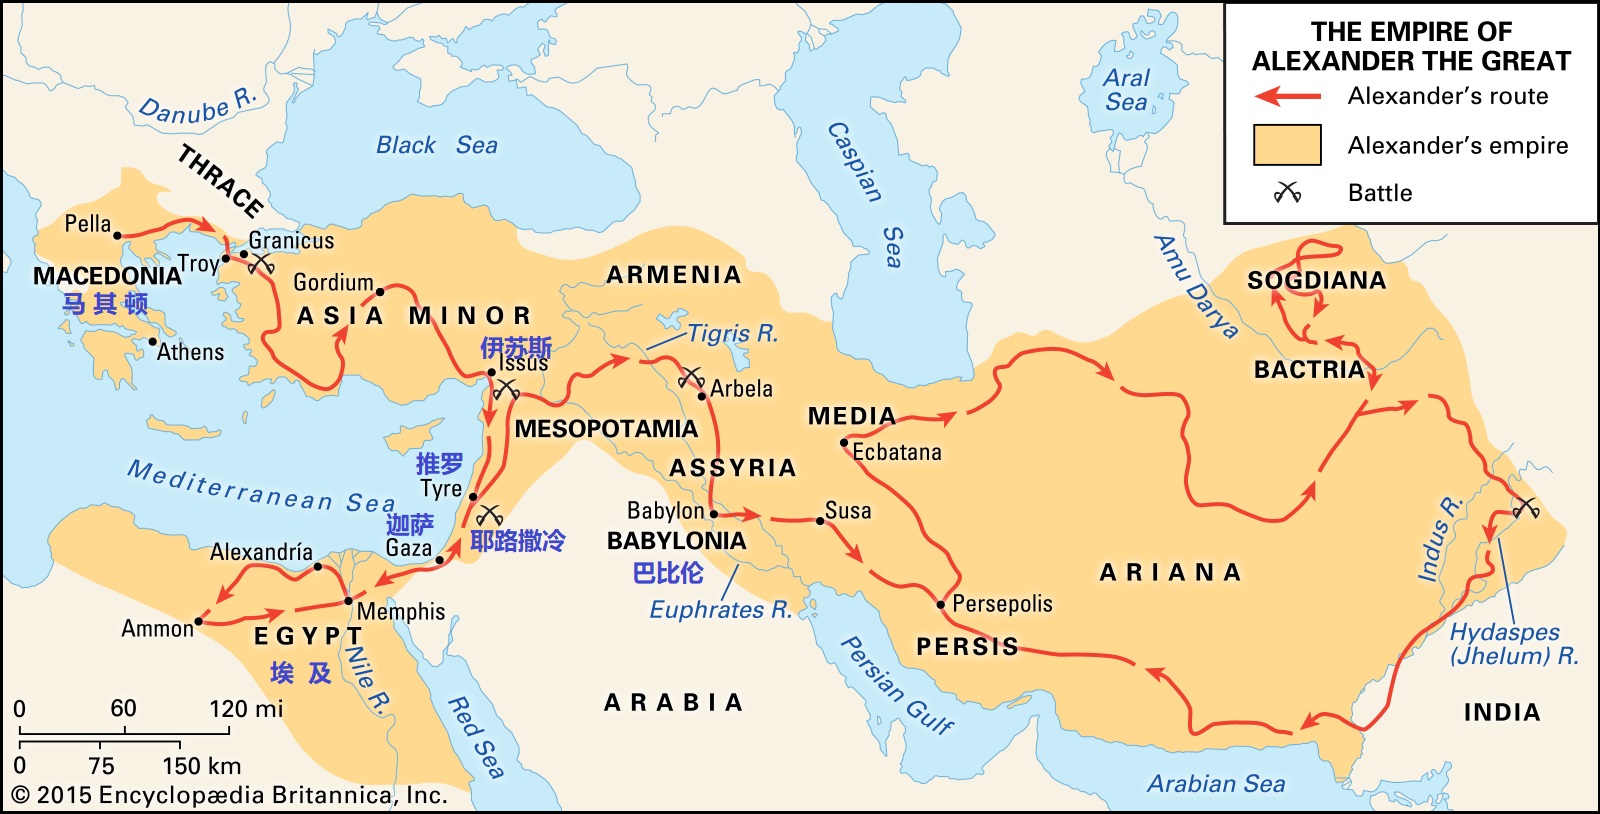 THE EMPIRE OF
ALEXANDER THE GREAT
Alexander's route
Alexander's empire
Battle
Danube R.
Black Sea
Caspian
Sea
Aral
Sea
Amu Darya
THRACE
Pella
Granicus
Troy
MACEDONIA
马其顿
Gordium
ASIA MINOR
Athens
ARMENIA
Tigris R.
伊苏斯
Issus
Arbela
SOGDIANA
BACTRIA
MEDIA
Ecbatana
MESOPOTAMIA
ASSYRIA
Mediterranean Sea
推罗
Tyre
迦萨
Gaza
耶路撒冷
Babylon
BABYLONIA
巴比伦
Susa
Euphrates R.
Alexandría
Memphis
Ammon
EGYPT
埃及
Nile R.
Red Sea
ARABIA
Persepolis
PERSIS
Persian Gulf
ARIANA
Indus R.
Hydaspes
(Jhelum) R.
INDIA
Arabian Sea
0 60 120 mi
0 75 150 km
© 2015 Encyclopædia Britannica, Inc.